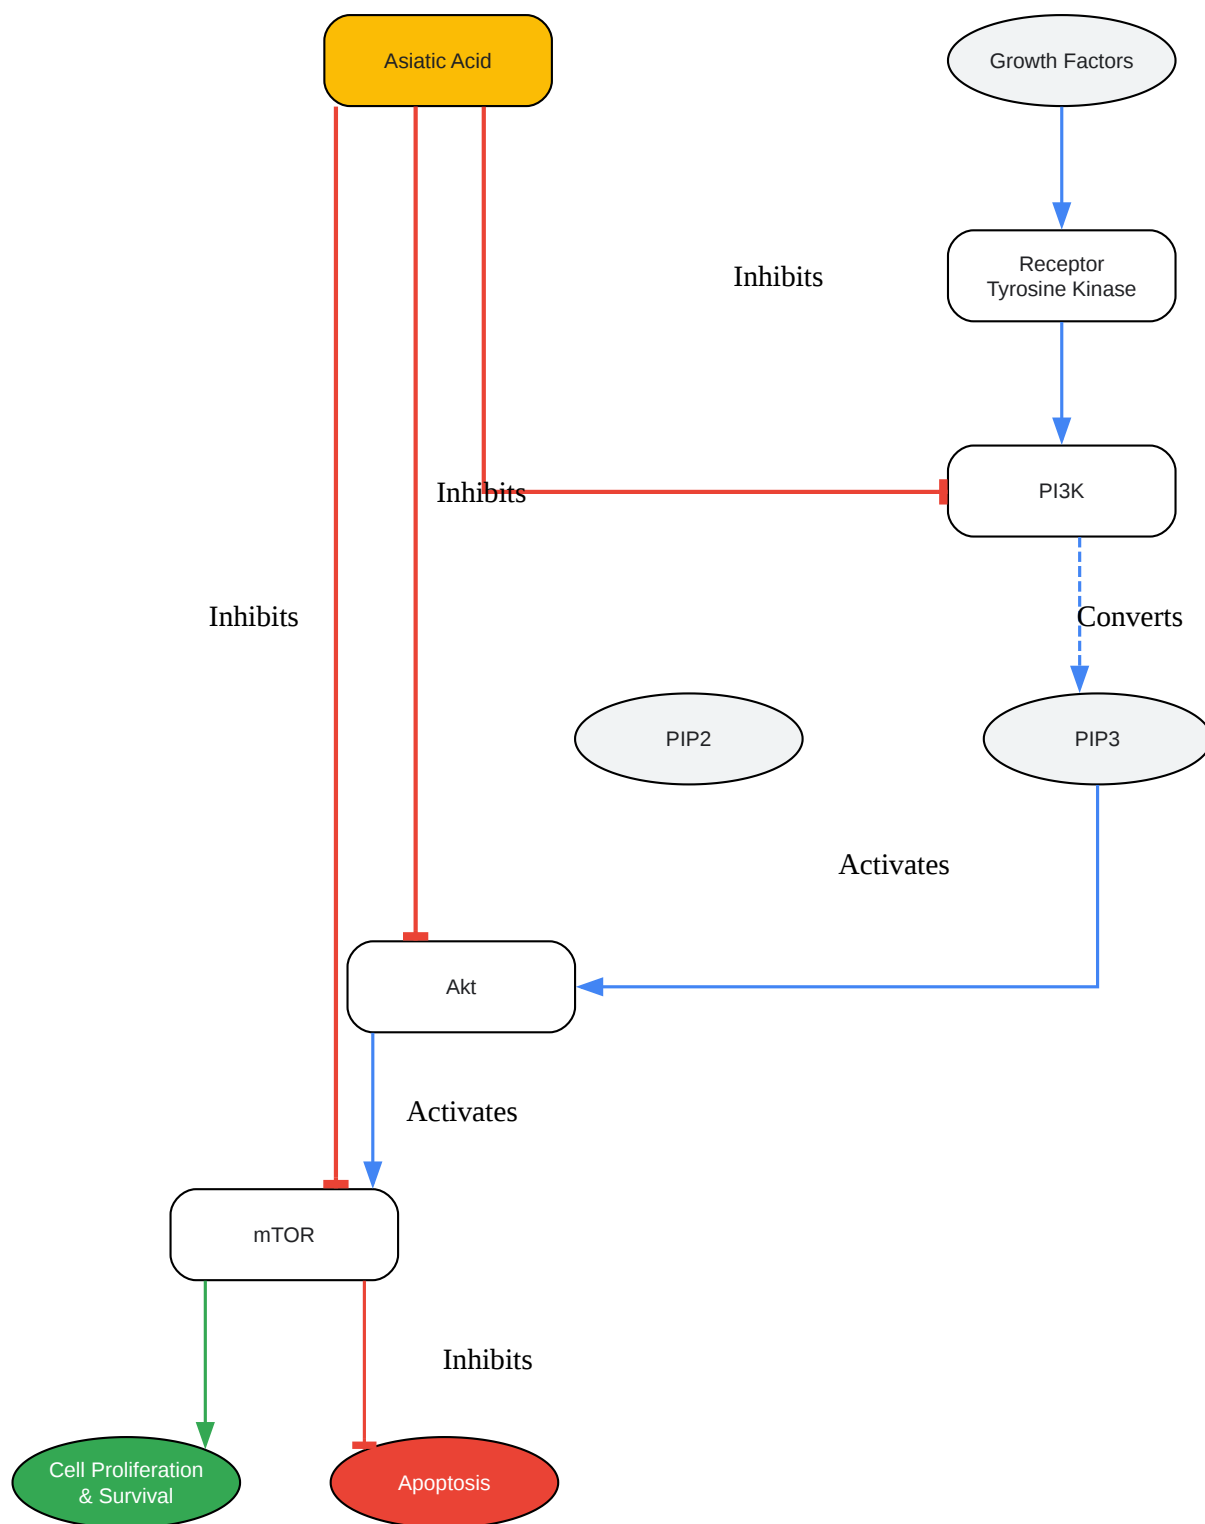 Asiatic Acid
Growth Factors
Inhibits
Receptor
Tyrosine Kinase
Inhibits
PI3K
Inhibits
Converts
PIP2
PIP3
Activates
Akt
Activates
mTOR
Inhibits
Cell Proliferation
& Survival
Apoptosis